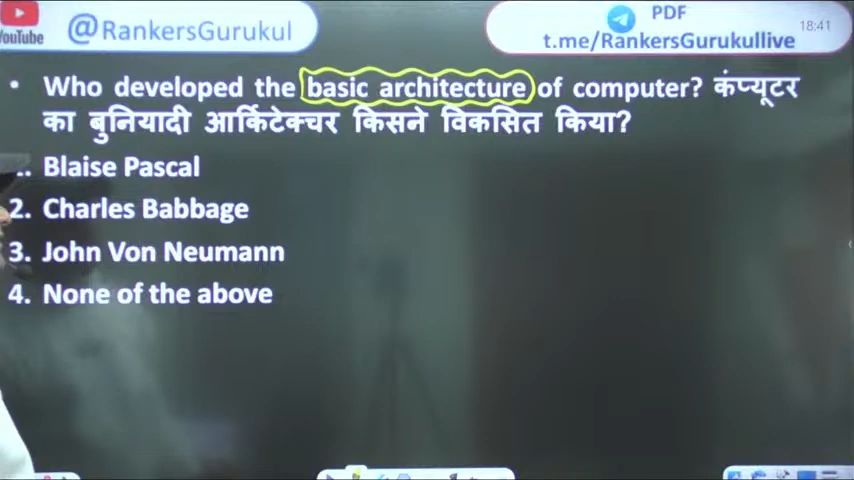 YouTube
@RankersGurukul
PDF
t.me/RankersGurukullive
18:41
• Who developed the basic architecture of computer? कंप्यूटर
का बुनियादी आर्किटेक्चर किसने विकसित किया?
Blaise Pascal
2. Charles Babbage
3. John Von Neumann
4. None of the above